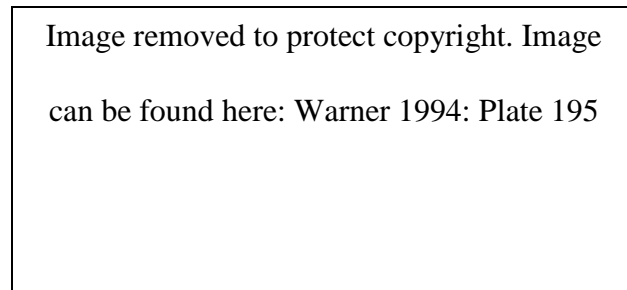 Image removed to protect copyright. Image
can be found here: Warner 1994: Plate 195